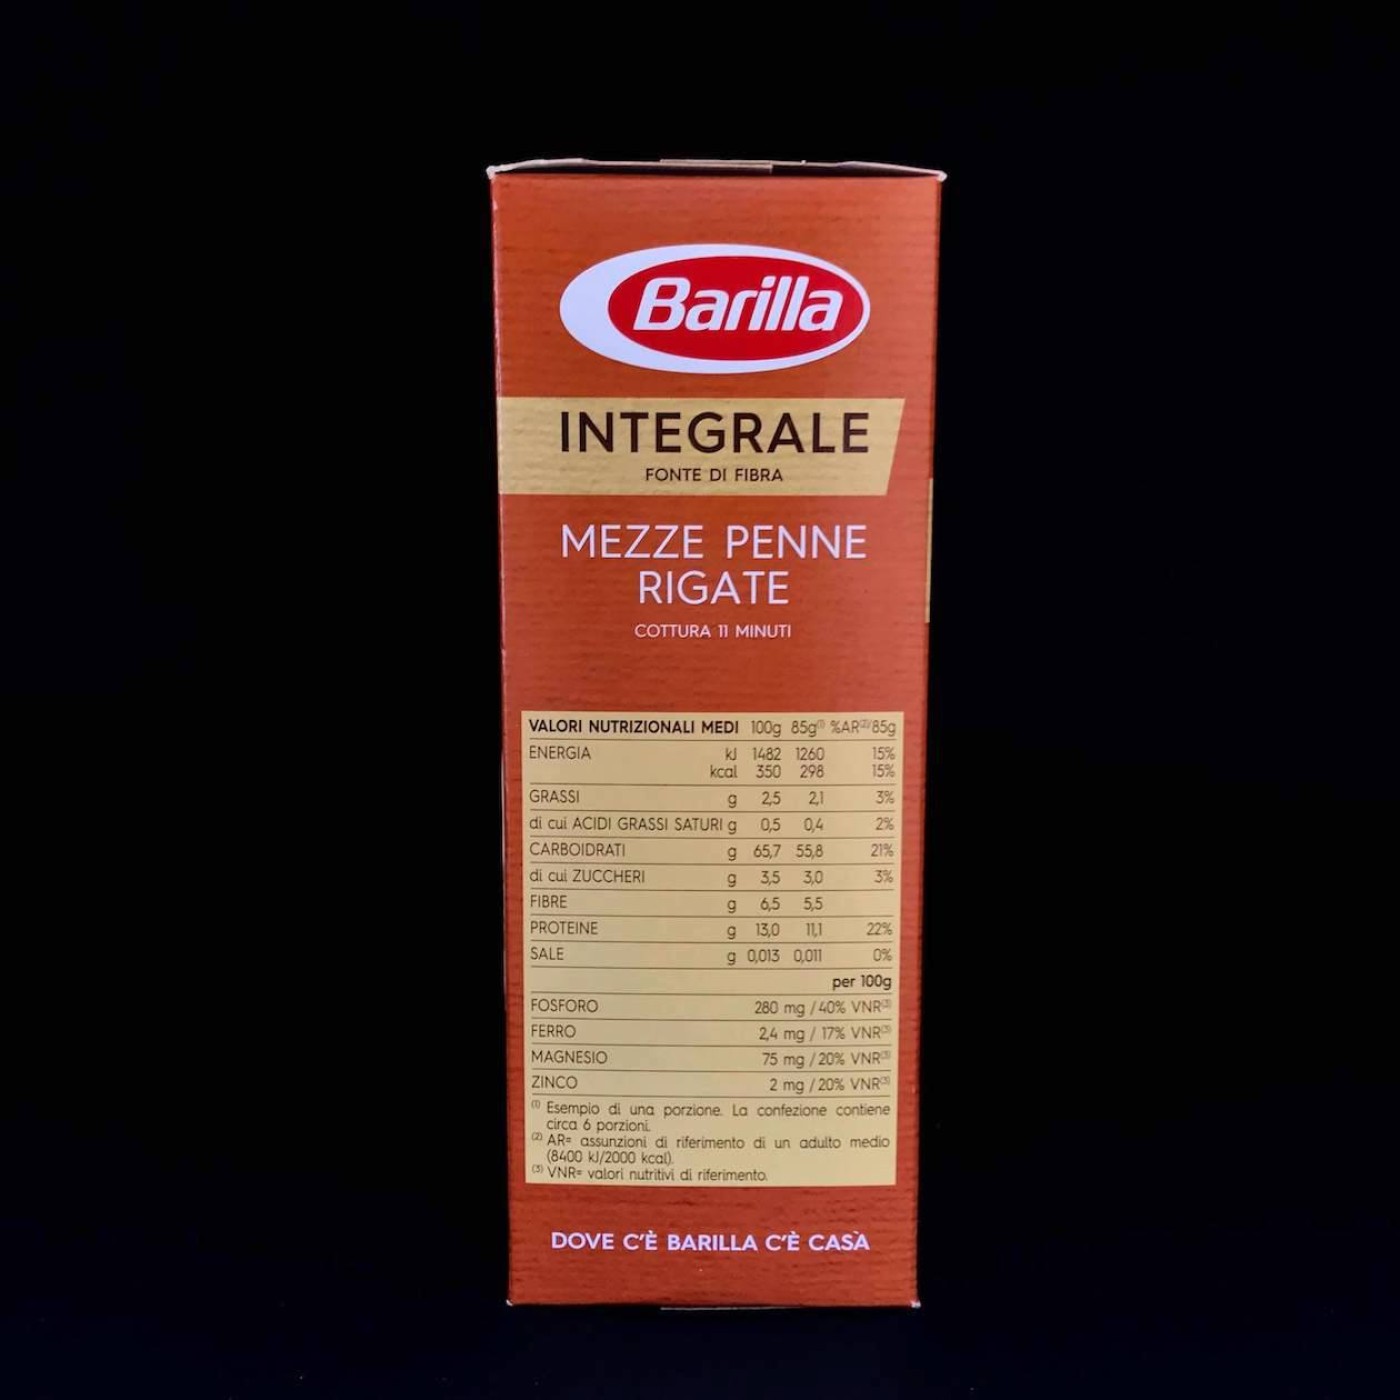 Barilla
INTEGRALE
FONTE DI FIBRA
MEZZE PENNE
RIGATE
COTTURA 11 MINUTI
VALORI NUTRIZIONALI MEDI 100g 85g(1) %AR(2)/85g
ENERGIA kJ 1482 1260 15%
kcal 350 298 15%
GRASSI g 2,5 2,1 3%
di cui ACIDI GRASSI SATURI g 0,5 0,4 2%
CARBOIDRATI g 65,7 55,8 21%
di cui ZUCCHERI g 3,5 3,0 3%
FIBRE g 6,5 5,5
PROTEINE g 13,0 11,1 22%
SALE g 0,013 0,011 0%
per 100g
FOSFORO 280 mg / 40% VNR(3)
FERRO 2,4 mg / 17% VNR(3)
MAGNESIO 75 mg / 20% VNR(3)
ZINCO 2 mg / 20% VNR(3)
(1) Esempio di una porzione. La confezione contiene
circa 6 porzioni.
(2) AR= assunzioni di riferimento di un adulto medio
(8400 kJ/2000 kcal).
(3) VNR= valori nutritivi di riferimento.
DOVE C'È BARILLA C'È CASA